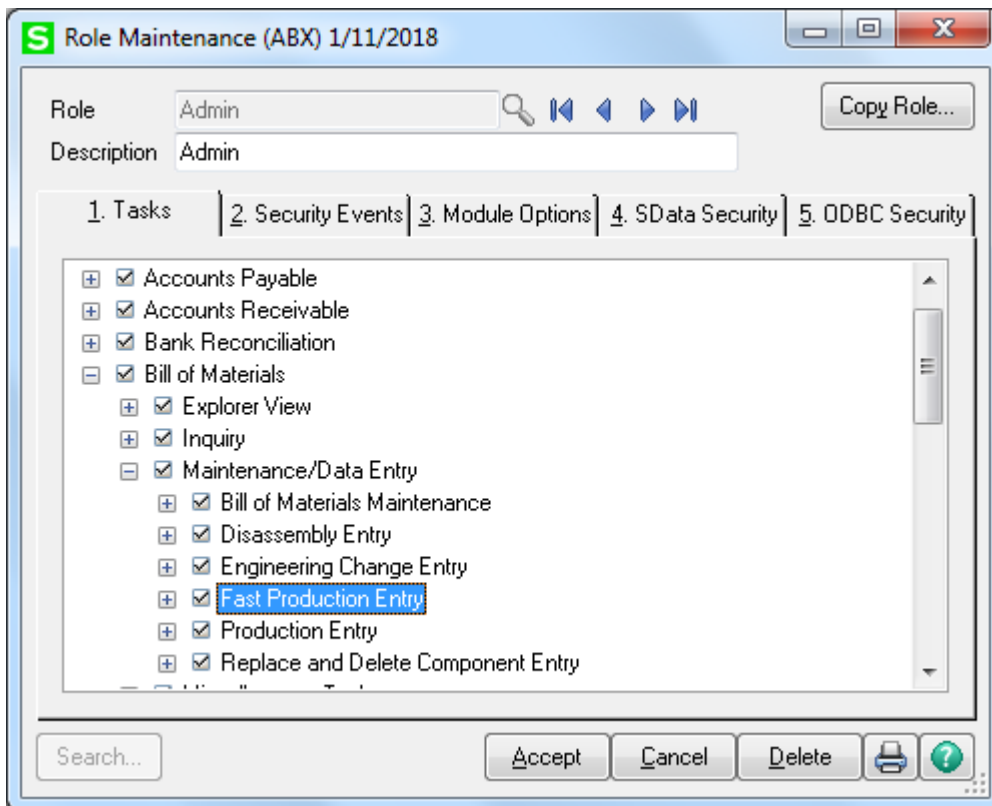 S Role Maintenance (ABX) 1/11/2018
Role Admin Copy Role...
Description Admin
1. Tasks 2. Security Events 3. Module Options 4. SData Security 5. ODBC Security
Accounts Payable
Accounts Receivable
Bank Reconciliation
Bill of Materials
Explorer View
Inquiry
Maintenance/Data Entry
Bill of Materials Maintenance
Disassembly Entry
Engineering Change Entry
Fast Production Entry
Production Entry
Replace and Delete Component Entry
Search... Accept Cancel Delete ?